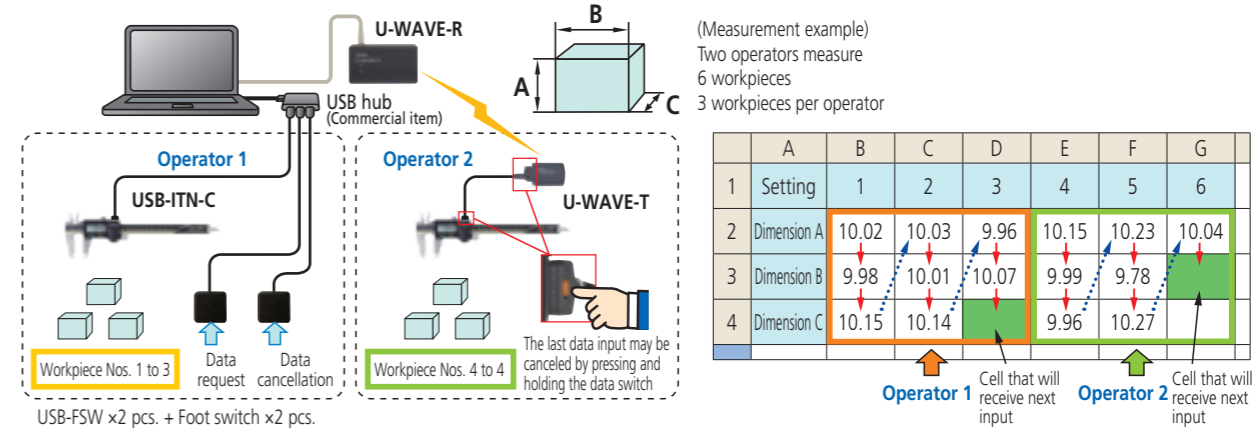 U-WAVE-R
USB hub
(Commercial item)
B
A
C
(Measurement example)
Two operators measure
6 workpieces
3 workpieces per operator
Operator 1
USB-ITN-C
Workpiece Nos. 1 to 3
Data
request
Data
cancellation
USB-FSW ×2 pcs. + Foot switch ×2 pcs.
Operator 2
U-WAVE-T
Workpiece Nos. 4 to 4
The last data input may be
canceled by pressing and
holding the data switch
A B C D E F G
1 Setting 1 2 3 4 5 6
2 Dimension A 10.02 10.03 9.96 10.15 10.23 10.04
3 Dimension B 9.98 10.01 10.07 9.99 9.78
4 Dimension C 10.15 10.14 9.96 10.27
Operator 1
Cell that will
receive next
input
Operator 2
Cell that will
receive next
input